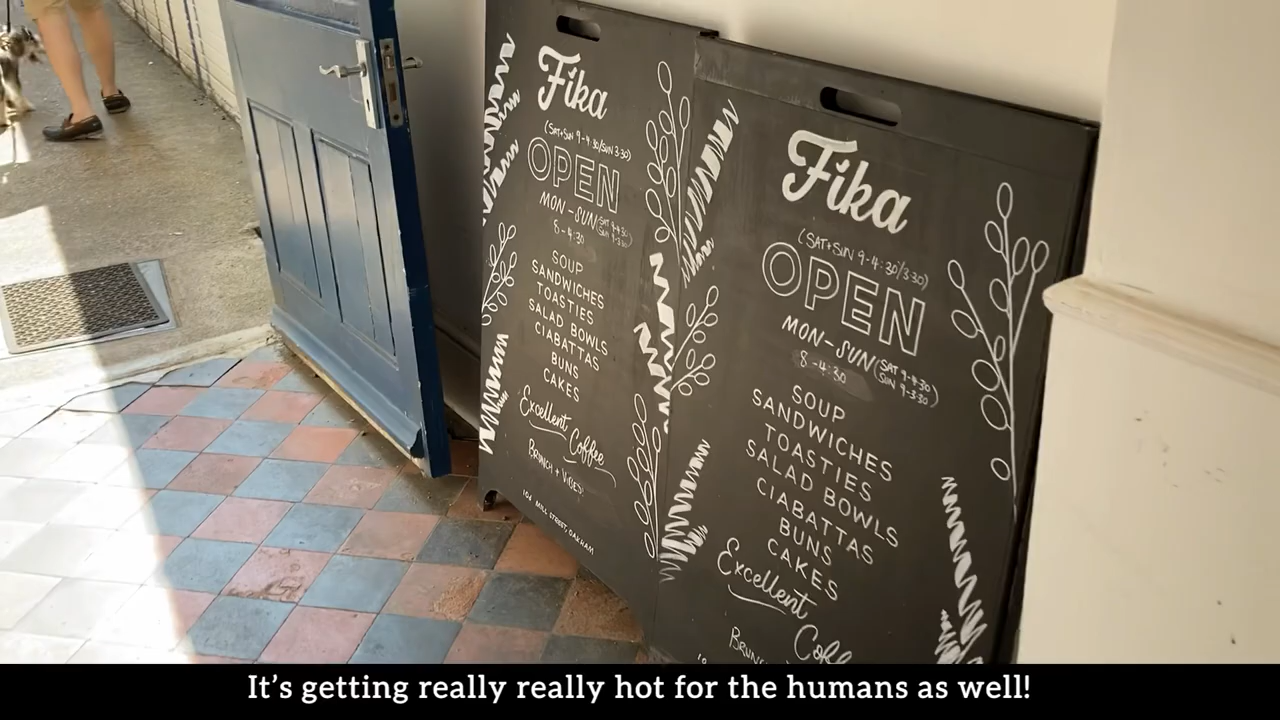 Fika
(SAT+SUN 9-4:30/SUN 3:30)
OPEN
MON-SUN (SAT 9-4:30)
(SUN 9-3:30)
8-4:30
SOUP
SANDWICHES
TOASTIES
SALAD BOWLS
CIABATTAS
BUNS
CAKES
Excellent
Coffee
BRUNCH + VIBES!
10A MILL STREET, OAKHAM
Fika
(SAT+SUN 9-4:30/3:30)
OPEN
MON-SUN (SAT 9-4:30)
(SUN 9-3:30)
8-4:30
SOUP
SANDWICHES
TOASTIES
SALAD BOWLS
CIABATTAS
BUNS
CAKES
Excellent
It's getting really really hot for the humans as well!